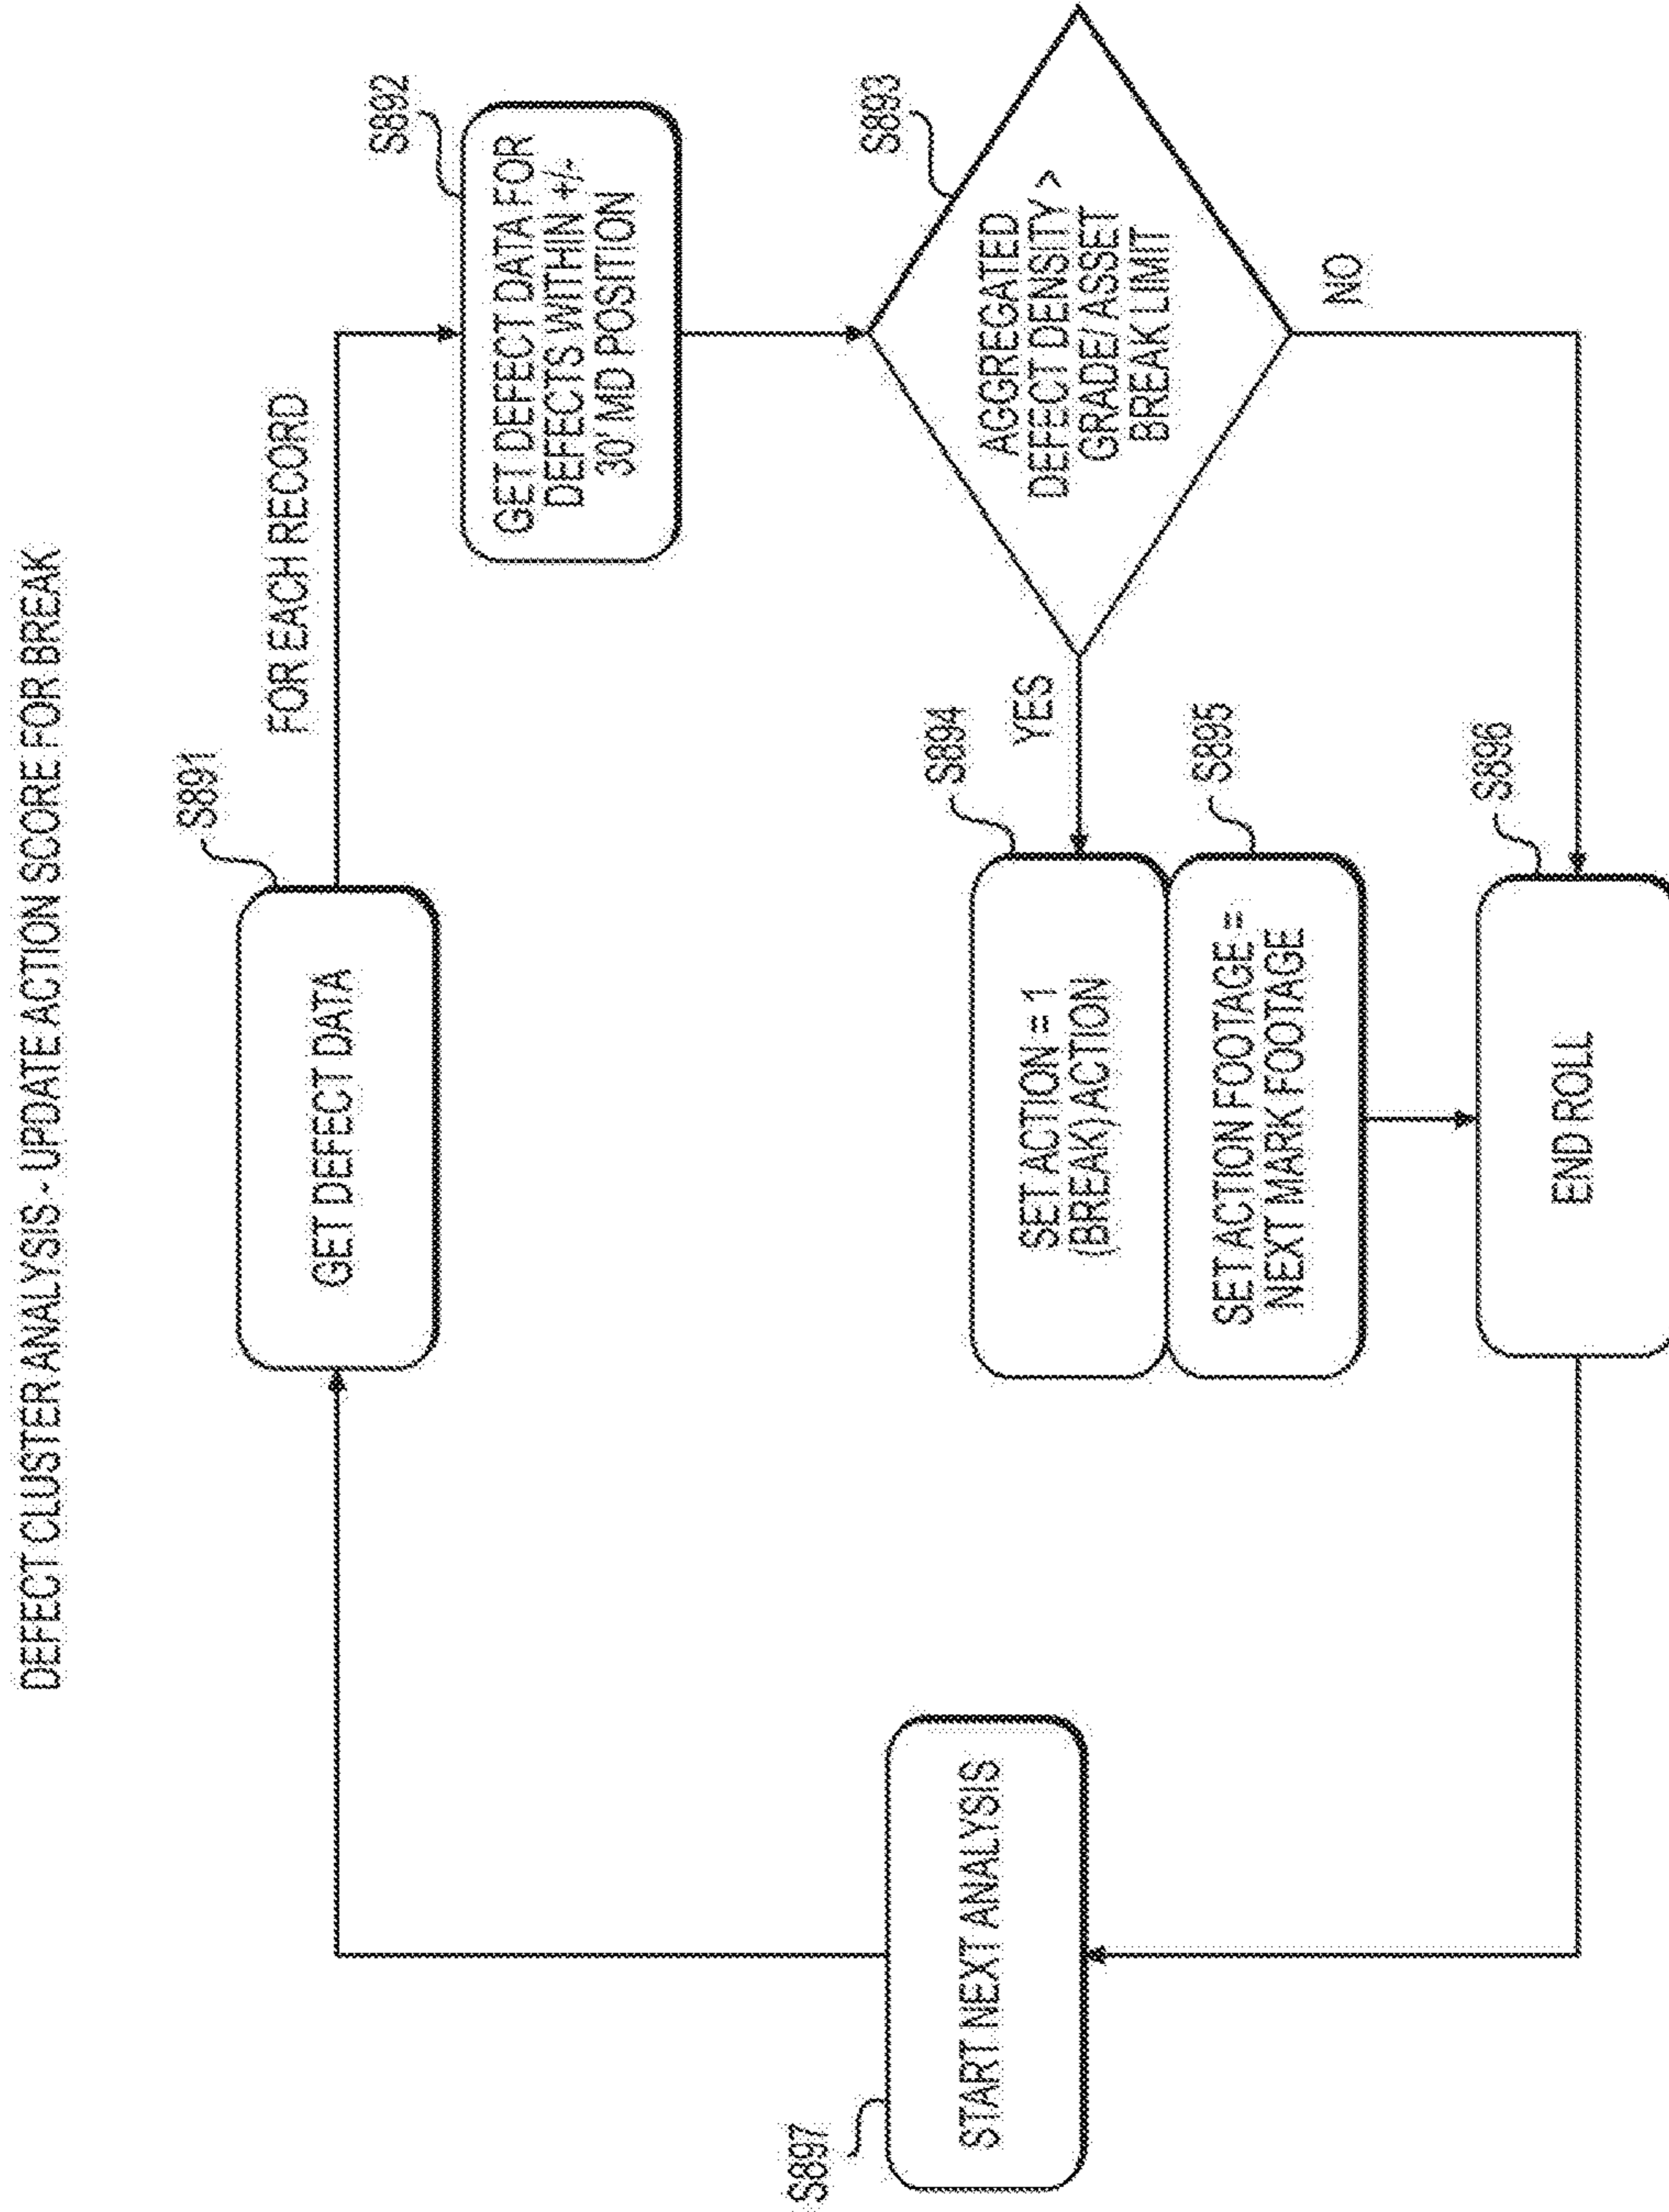 DEFECT CLUSTER ANALYSIS - UPDATE ACTION SCORE FOR BREAK
S891
GET DEFECT DATA
FOR EACH RECORD
S892
GET DEFECT DATA FOR
DEFECTS WITHIN +/-
30' MD POSITION
S893
AGGREGATED
DEFECT DENSITY >
GRADE/ASSET
BREAK LIMIT
YES
NO
S894
SET ACTION = 1
(BREAK) ACTION
S895
SET ACTION FOOTAGE =
NEXT MARK FOOTAGE
S896
END ROLL
S897
START NEXT ANALYSIS